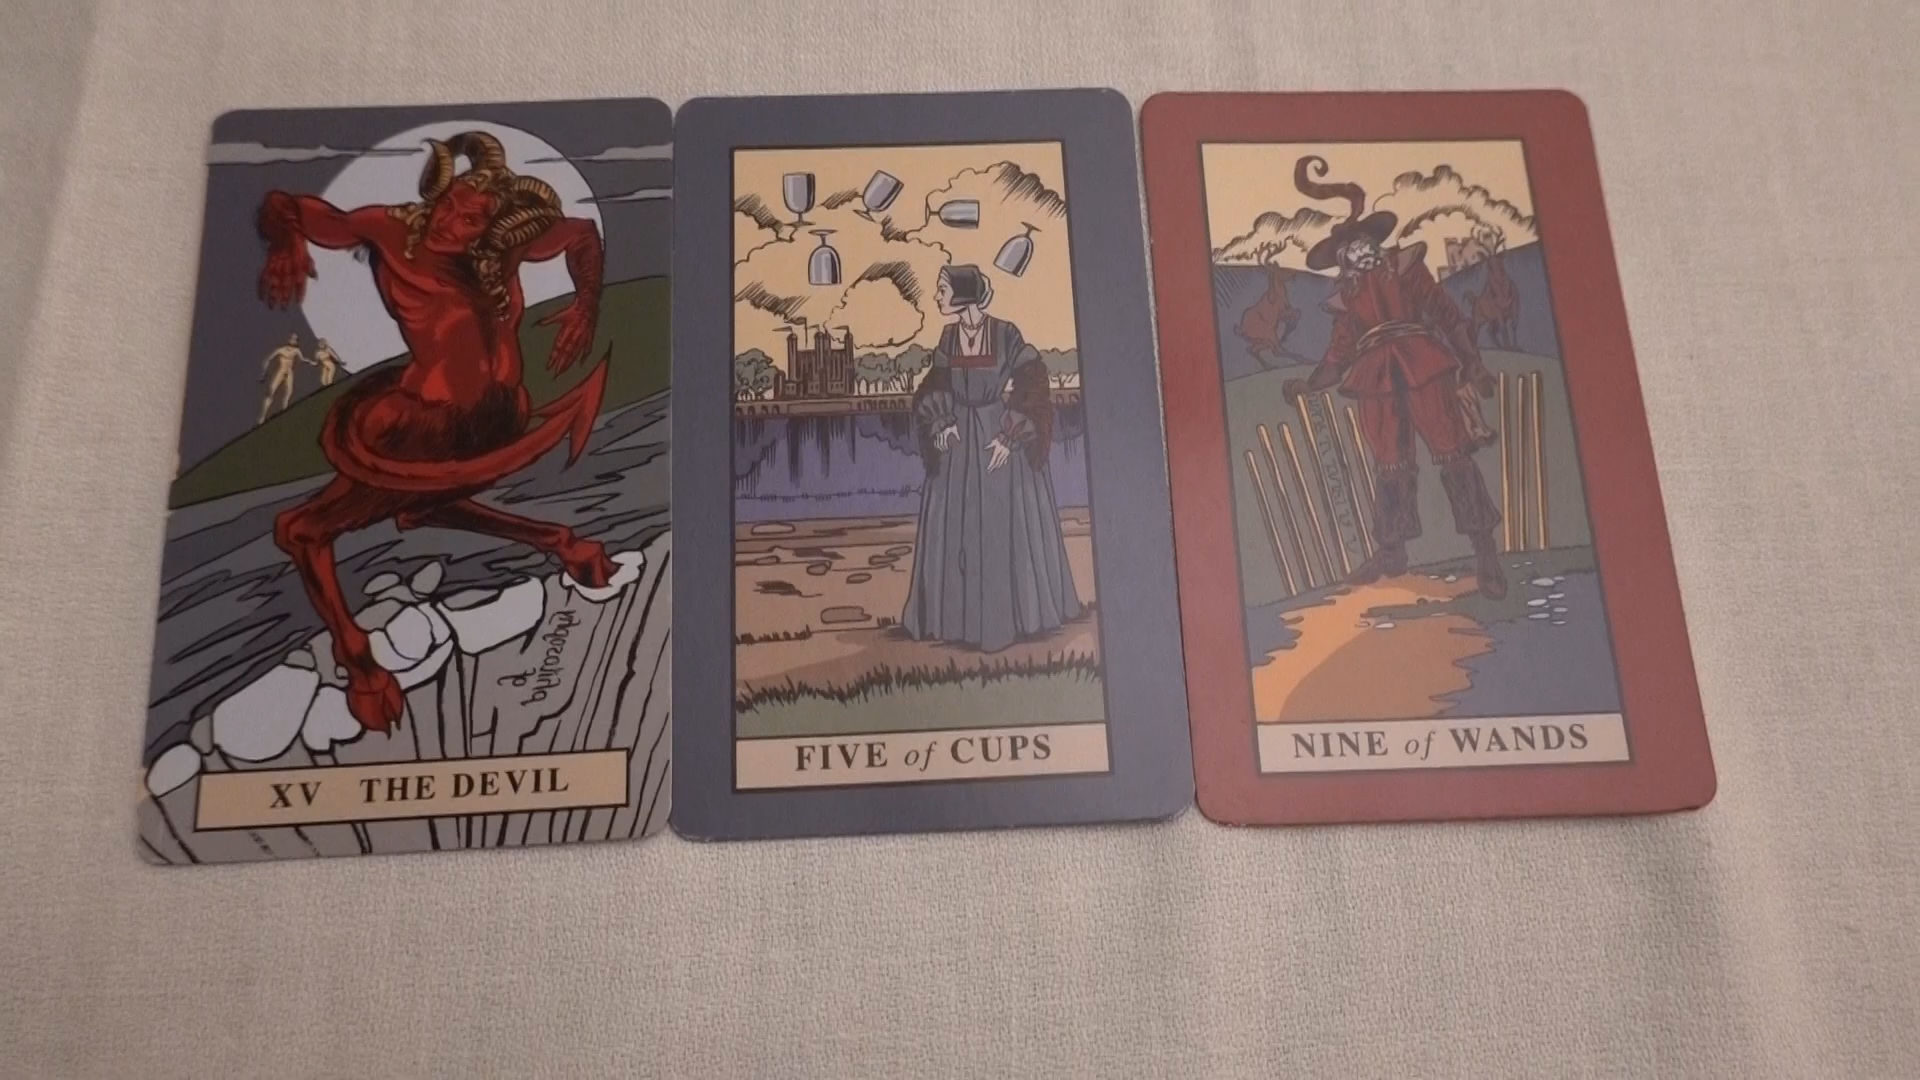 XV THE DEVIL
FIVE of CUPS
NINE of WANDS